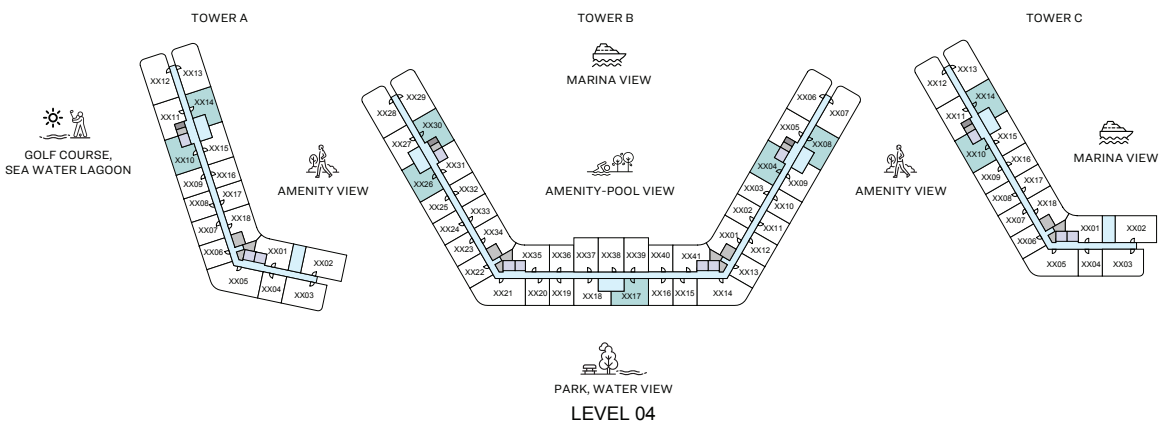 TOWER A
TOWER B
TOWER C
MARINA VIEW
GOLF COURSE,
SEA WATER LAGOON
AMENITY VIEW
AMENITY-POOL VIEW
AMENITY VIEW
MARINA VIEW
XX12
XX13
XX14
XX11
XX10
XX15
XX16
XX09
XX17
XX08
XX18
XX07
XX06
XX01
XX02
XX05
XX04
XX03
XX29
XX28
XX30
XX27
XX31
XX26
XX32
XX25
XX33
XX24
XX34
XX23
XX22
XX35
XX36
XX37
XX38
XX39
XX40
XX41
XX21
XX20
XX19
XX18
XX17
XX16
XX15
XX14
XX06
XX07
XX05
XX08
XX04
XX09
XX03
XX10
XX02
XX11
XX01
XX12
XX13
XX13
XX12
XX14
XX11
XX15
XX10
XX16
XX09
XX17
XX08
XX18
XX07
XX06
XX01
XX02
XX05
XX04
XX03
PARK, WATER VIEW
LEVEL 04